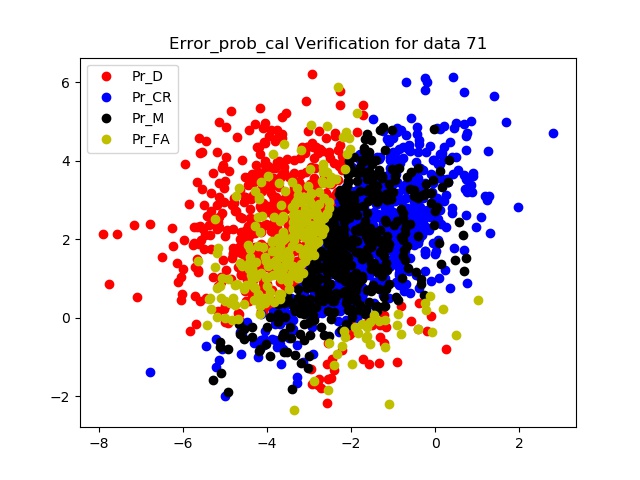 Error_prob_cal Verification for data 71
Pr_D
Pr_CR
Pr_M
Pr_FA
6
4
2
0
−2
−8
−6
−4
−2
0
2